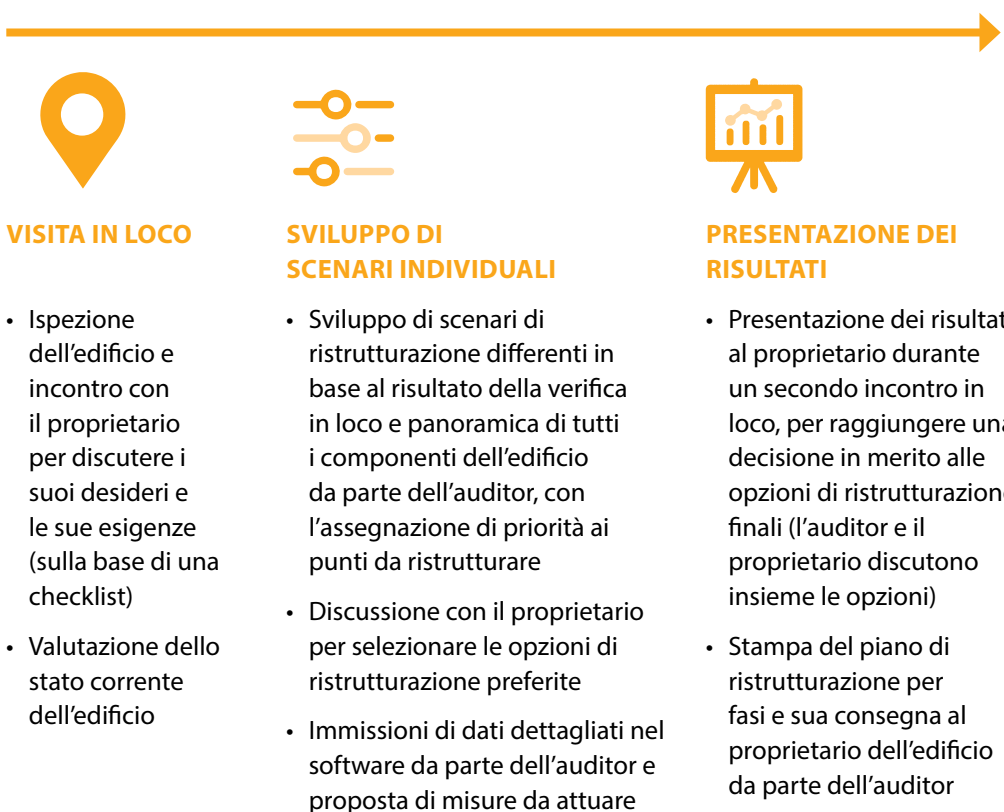 VISITA IN LOCO
• Ispezione
dell’edificio e
incontro con
il proprietario
per discutere i
suoi desideri e
le sue esigenze
(sulla base di una
checklist)
• Valutazione dello
stato corrente
dell’edificio
SVILUPPO DI
SCENARI INDIVIDUALI
• Sviluppo di scenari di
ristrutturazione differenti in
base al risultato della verifica
in loco e panoramica di tutti
i componenti dell’edificio
da parte dell’auditor, con
l’assegnazione di priorità ai
punti da ristrutturare
• Discussione con il proprietario
per selezionare le opzioni di
ristrutturazione preferite
• Immissioni di dati dettagliati nel
software da parte dell’auditor e
proposta di misure da attuare
PRESENTAZIONE DEI
RISULTATI
• Presentazione dei risultat
al proprietario durante
un secondo incontro in
loco, per raggiungere una
decisione in merito alle
opzioni di ristrutturazione
finali (l’auditor e il
proprietario discutono
insieme le opzioni)
• Stampa del piano di
ristrutturazione per
fasi e sua consegna al
proprietario dell’edificio
da parte dell’auditor